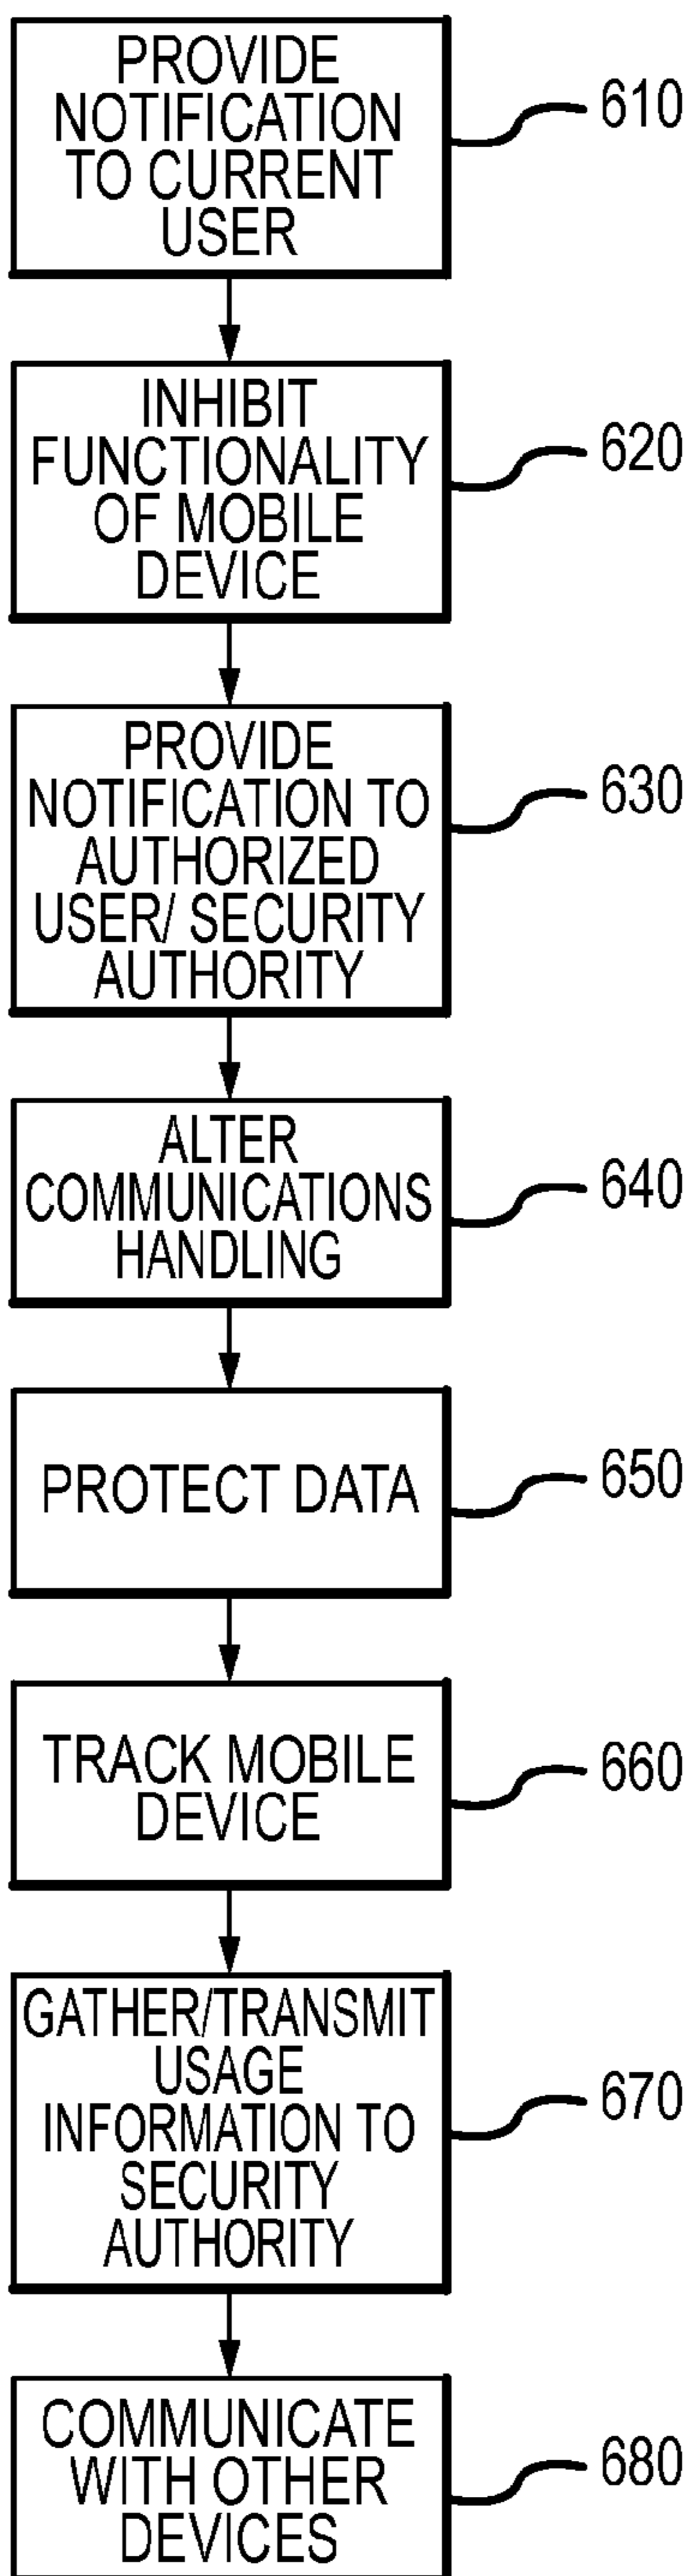 PROVIDE
NOTIFICATION
TO CURRENT
USER
610
INHIBIT
FUNCTIONALITY
OF MOBILE
DEVICE
620
PROVIDE
NOTIFICATION TO
AUTHORIZED
USER/ SECURITY
AUTHORITY
630
ALTER
COMMUNICATIONS
HANDLING
640
PROTECT DATA
650
TRACK MOBILE
DEVICE
660
GATHER/TRANSMIT
USAGE
INFORMATION TO
SECURITY
AUTHORITY
670
COMMUNICATE
WITH OTHER
DEVICES
680